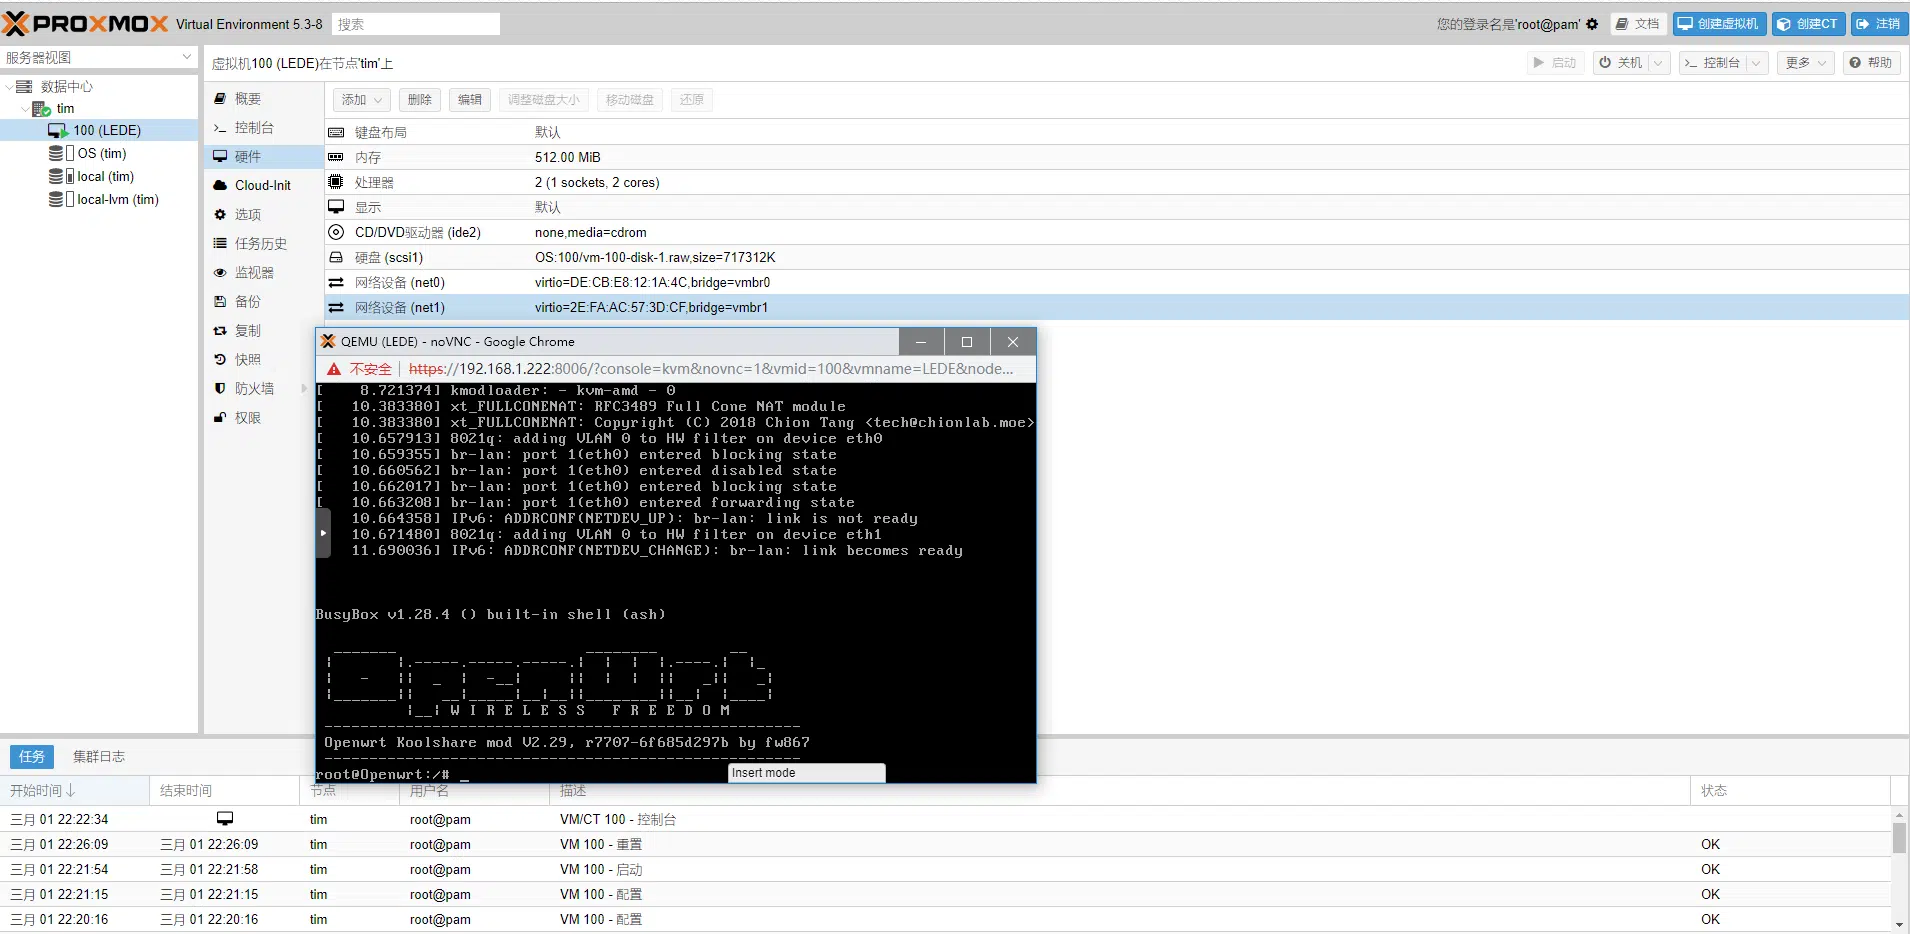 PROXMOX Virtual Environment 5.3-8 搜索 您的登录名是'root@pam' 文档 创建虚拟机 创建CT 注销
服务器视图
虚拟机100 (LEDE)在节点'tim'上 启动 关机 控制台 更多 帮助
数据中心
tim
100 (LEDE)
OS (tim)
local (tim)
local-lvm (tim)
概要
控制台
硬件
Cloud-Init
选项
任务历史
监视器
备份
复制
快照
防火墙
权限
添加 删除 编辑 调整磁盘大小 移动磁盘 还原
键盘布局 默认
内存 512.00 MiB
处理器 2 (1 sockets, 2 cores)
显示 默认
CD/DVD驱动器 (ide2) none,media=cdrom
硬盘 (scsi1) OS:100/vm-100-disk-1.raw,size=717312K
网络设备 (net0) virtio=DE:CB:E8:12:1A:4C,bridge=vmbr0
网络设备 (net1) virtio=2E:FA:AC:57:3D:CF,bridge=vmbr1
QEMU (LEDE) - noVNC - Google Chrome
不安全 | https://192.168.1.222:8006/?console=kvm&novnc=1&vmid=100&vmname=LEDE&node...
[    8.721374] kmodloader: - kvm-amd - 0
[   10.383380] xt_FULLCONENAT: RFC3489 Full Cone NAT module
[   10.383380] xt_FULLCONENAT: Copyright (C) 2018 Chion Tang <tech@chionlab.moe>
[   10.657913] 8021q: adding VLAN 0 to HW filter on device eth0
[   10.659355] br-lan: port 1(eth0) entered blocking state
[   10.660562] br-lan: port 1(eth0) entered disabled state
[   10.662017] br-lan: port 1(eth0) entered blocking state
[   10.663208] br-lan: port 1(eth0) entered forwarding state
10.664358] IPv6: ADDRCONF(NETDEV_UP): br-lan: link is not ready
10.671480] 8021q: adding VLAN 0 to HW filter on device eth1
11.690036] IPv6: ADDRCONF(NETDEV_CHANGE): br-lan: link becomes ready
BusyBox v1.28.4 () built-in shell (ash)
OpenWrt
W I R E L E S S   F R E E D O M
Openwrt Koolshare mod V2.29, r7707-6f685d297b by fw867
root@Openwrt:/# _
Insert mode
任务 集群日志
开始时间 结束时间 节点 用户名 描述 状态
三月 01 22:22:34 tim root@pam VM/CT 100 - 控制台
三月 01 22:26:09 三月 01 22:26:09 tim root@pam VM 100 - 重置 OK
三月 01 22:21:54 三月 01 22:21:58 tim root@pam VM 100 - 启动 OK
三月 01 22:21:15 三月 01 22:21:15 tim root@pam VM 100 - 配置 OK
三月 01 22:20:16 三月 01 22:20:16 tim root@pam VM 100 - 配置 OK